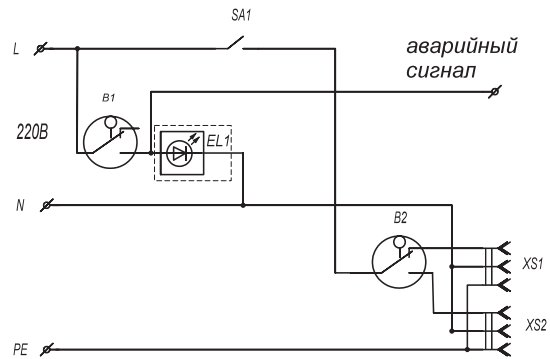 SA1
L
аварийный
сигнал
B1
220В
EL1
N
B2
XS1
XS2
PE